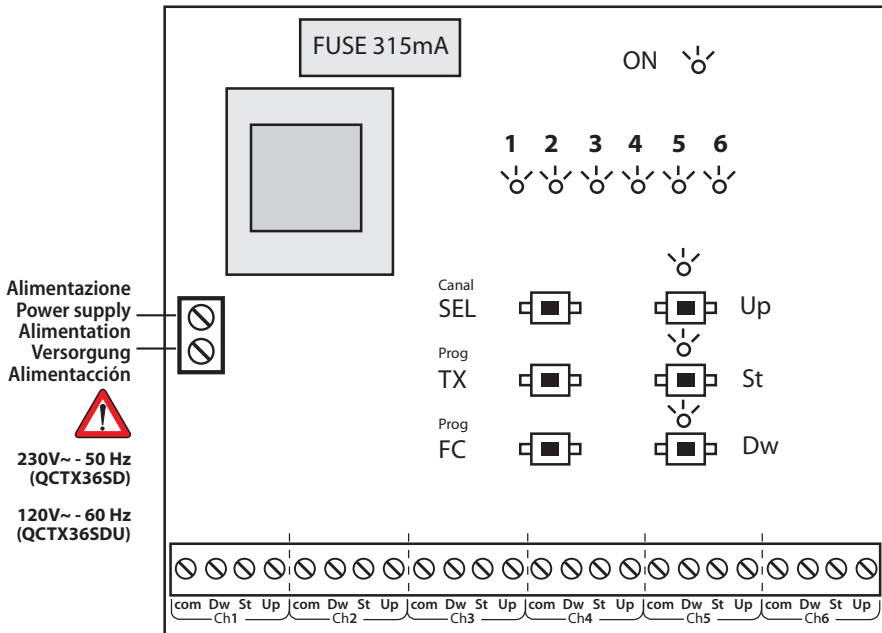 FUSE 315mA
ON
1 2 3 4 5 6
Canal
SEL
Up
Prog
TX
St
Prog
FC
Dw
Alimentazione
Power supply
Alimentation
Versorgung
Alimentacción
230V~ - 50 Hz
(QCTX36SD)
120V~ - 60 Hz
(QCTX36SDU)
com Dw St Up com Dw St Up com Dw St Up com Dw St Up com Dw St Up com Dw St Up
Ch1 Ch2 Ch3 Ch4 Ch5 Ch6